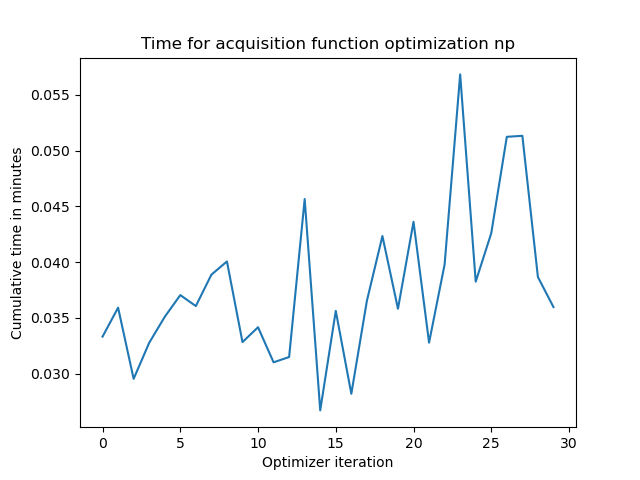 Time for acquisition function optimization np
0.055
0.050
0.045
0.040
0.035
0.030
Cumulative time in minutes
0 5 10 15 20 25 30
Optimizer iteration